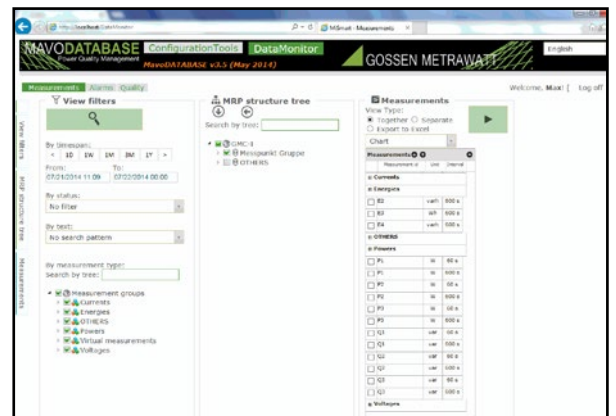 http://localhost/DataMonitor
MSmart - Measurements
MAVODATABASE
Power Quality Management
ConfigurationTools
DataMonitor
MavoDATABASE v3.5 (May 2014)
GOSSEN METRAWATT
English
Measurements Alarms Quality
Welcome, Max! [ Log off
View filters
MRP structure tree
Measurements
View filters
By timespan:
< 1D 1W 1M 3M 1Y >
From: To:
07/21/2014 11:09 07/22/2014 00:00
By status:
No filter
By text:
No search pattern
By measurement type:
Search by tree:
Measurement groups
Currents
Energies
OTHERS
Powers
Virtual measurements
Voltages
MRP structure tree
Search by tree:
GMC-I
Messpunkt Gruppe
OTHERS
Measurements
View Type:
Together Separate
Export to Excel
Chart
Measurements
Measurement Unit Interval
Currents
Energies
E2 varh 600 s
E3 600 s
E4 varh 600 s
OTHERS
Powers
P1 W 60 s
P1 W 600 s
P2 W 60 s
P2 W 600 s
P3 W 60 s
P3 W 600 s
Q1 var 60 s
Q1 var 600 s
Q2 var 60 s
Q2 var 600 s
Q3 var 60 s
Q3 var 600 s
Voltages